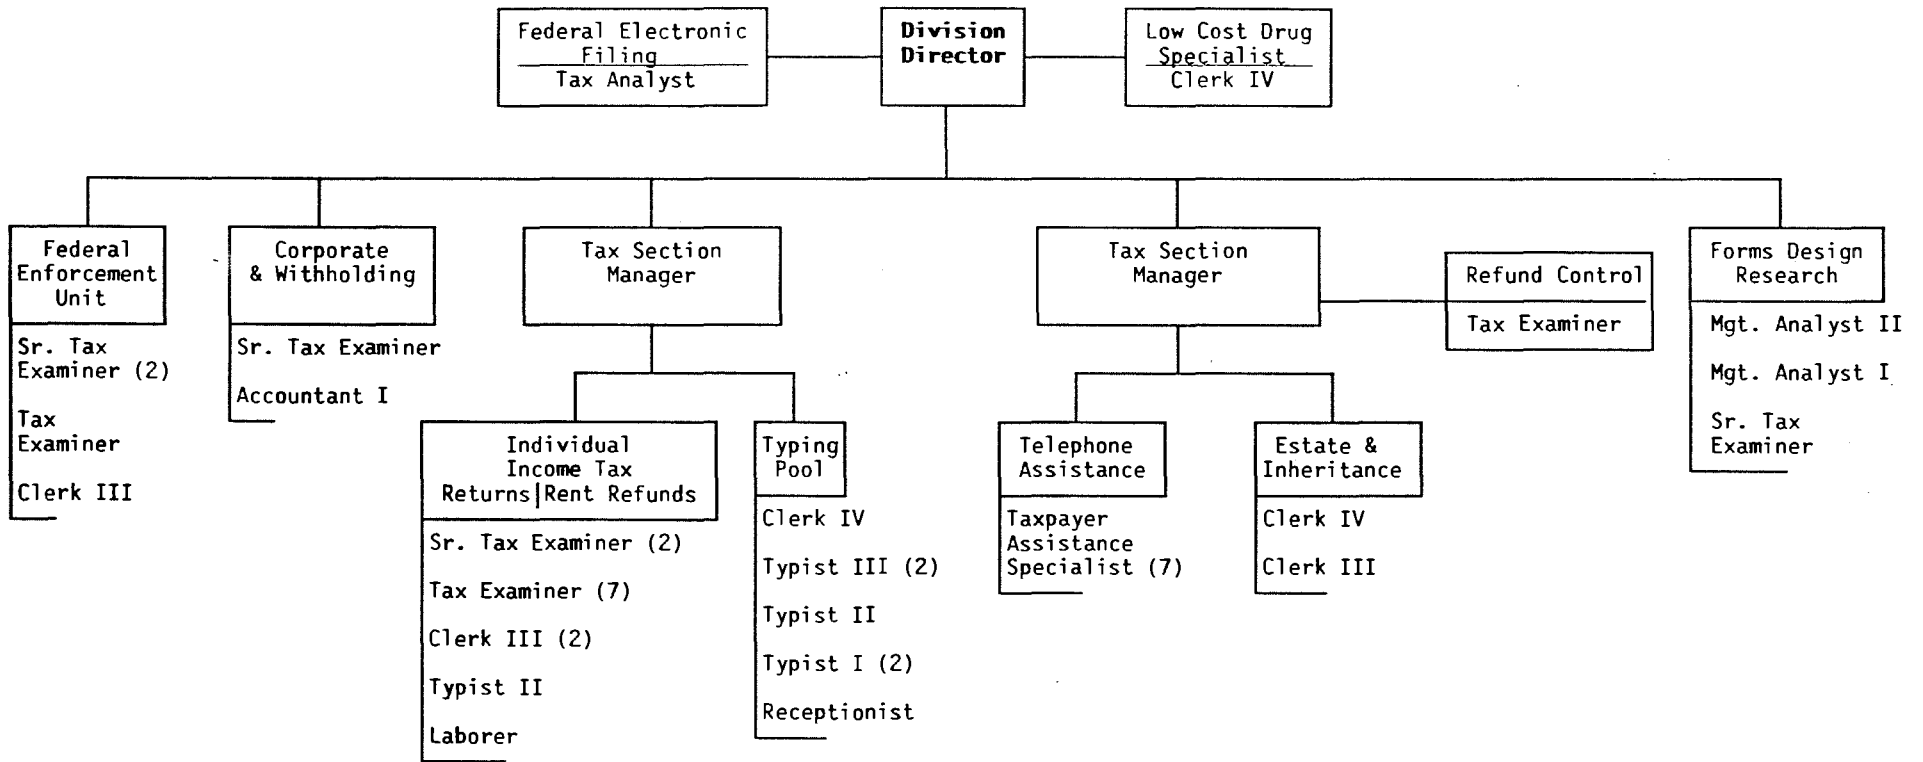 Federal Electronic
Filing
Tax Analyst
Division
Director
Low Cost Drug
Specialist
Clerk IV
Federal
Enforcement
Unit
Sr. Tax
Examiner (2)
Tax
Examiner
Clerk III
Corporate
& Withholding
Sr. Tax Examiner
Accountant I
Tax Section
Manager
Individual
Income Tax
Returns|Rent Refunds
Sr. Tax Examiner (2)
Tax Examiner (7)
Clerk III (2)
Typist II
Laborer
Typing
Pool
Clerk IV
Typist III (2)
Typist II
Typist I (2)
Receptionist
Tax Section
Manager
Refund Control
Tax Examiner
Telephone
Assistance
Taxpayer
Assistance
Specialist (7)
Estate &
Inheritance
Clerk IV
Clerk III
Forms Design
Research
Mgt. Analyst II
Mgt. Analyst I
Sr. Tax
Examiner